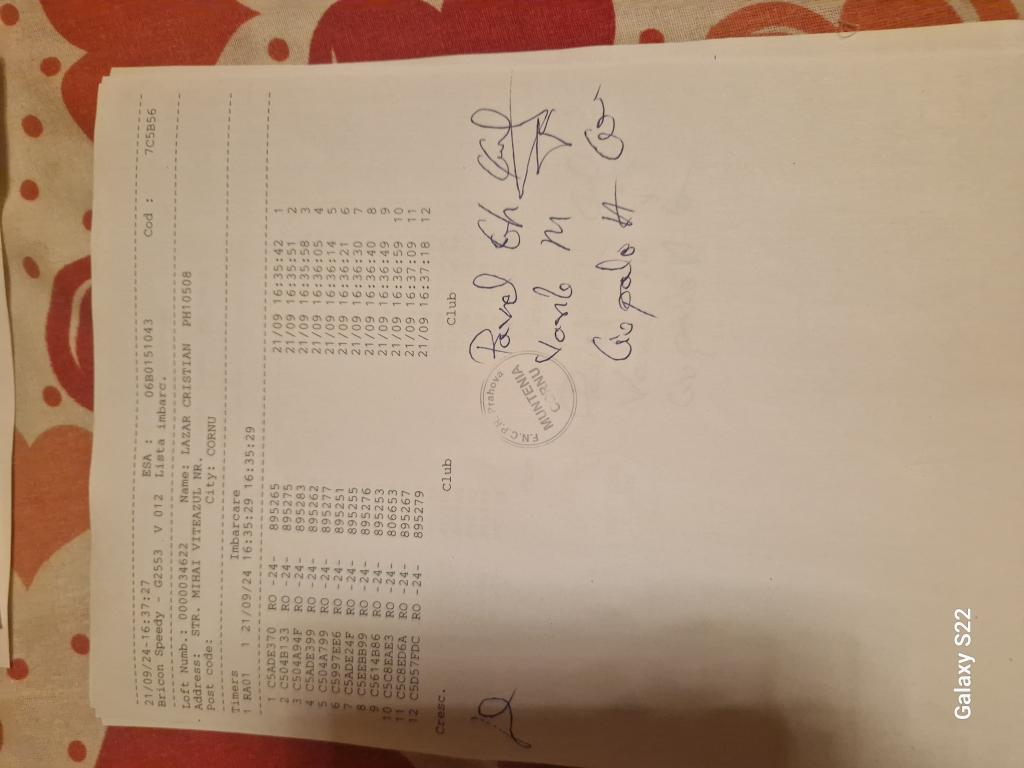 21/09/24-16:37:27 ESA : 06B0151043 Cod : 7C5B56
Bricon Speedy - G2553 V 012 Lista imbarc.
Loft Numb.: 0000034622 Name: LAZAR CRISTIAN PH10508
Address: STR. MIHAI VITEAZUL NR.
Post code: City: CORNU
Timers Imbarcare
1 RA01 1 21/09/24 16:35:29 16:35:29
1 C5ADE370 RO -24- 895265 21/09 16:35:42 1
2 C504B133 RO -24- 895275 21/09 16:35:51 2
3 C504A94F RO -24- 895283 21/09 16:35:58 3
4 C5ADE399 RO -24- 895262 21/09 16:36:05 4
5 C504A799 RO -24- 895277 21/09 16:36:14 5
6 C5997EE6 RO -24- 895251 21/09 16:36:21 6
7 C5ADE24F RO -24- 895255 21/09 16:36:30 7
8 C5EEBB99 RO -24- 895276 21/09 16:36:40 8
9 C5614B86 RO -24- 895253 21/09 16:36:49 9
10 C5C8EAE3 RO -24- 806653 21/09 16:36:59 10
11 C5C8ED6A RO -24- 895287 21/09 16:37:09 11
12 C5D57FDC RO -24- 895279 21/09 16:37:18 12
Cresc. Club Club
Pavel Gh
F.N.C.P.R. Prahova
MUNTENIA
CORNU
Galaxy S22